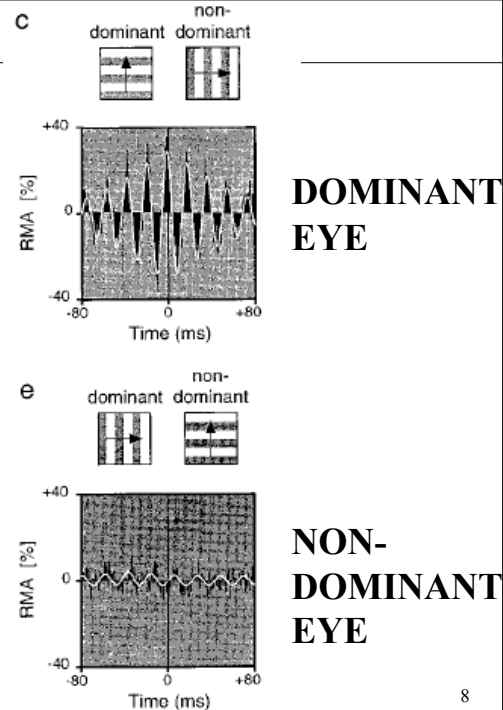 c
non-
dominant dominant
+40
RMA [%]
0
-40
-80 0 +80
Time (ms)
DOMINANT
EYE
e
non-
dominant dominant
+40
RMA [%]
0
-40
-80 0 +80
Time (ms)
NON-
DOMINANT
EYE
8